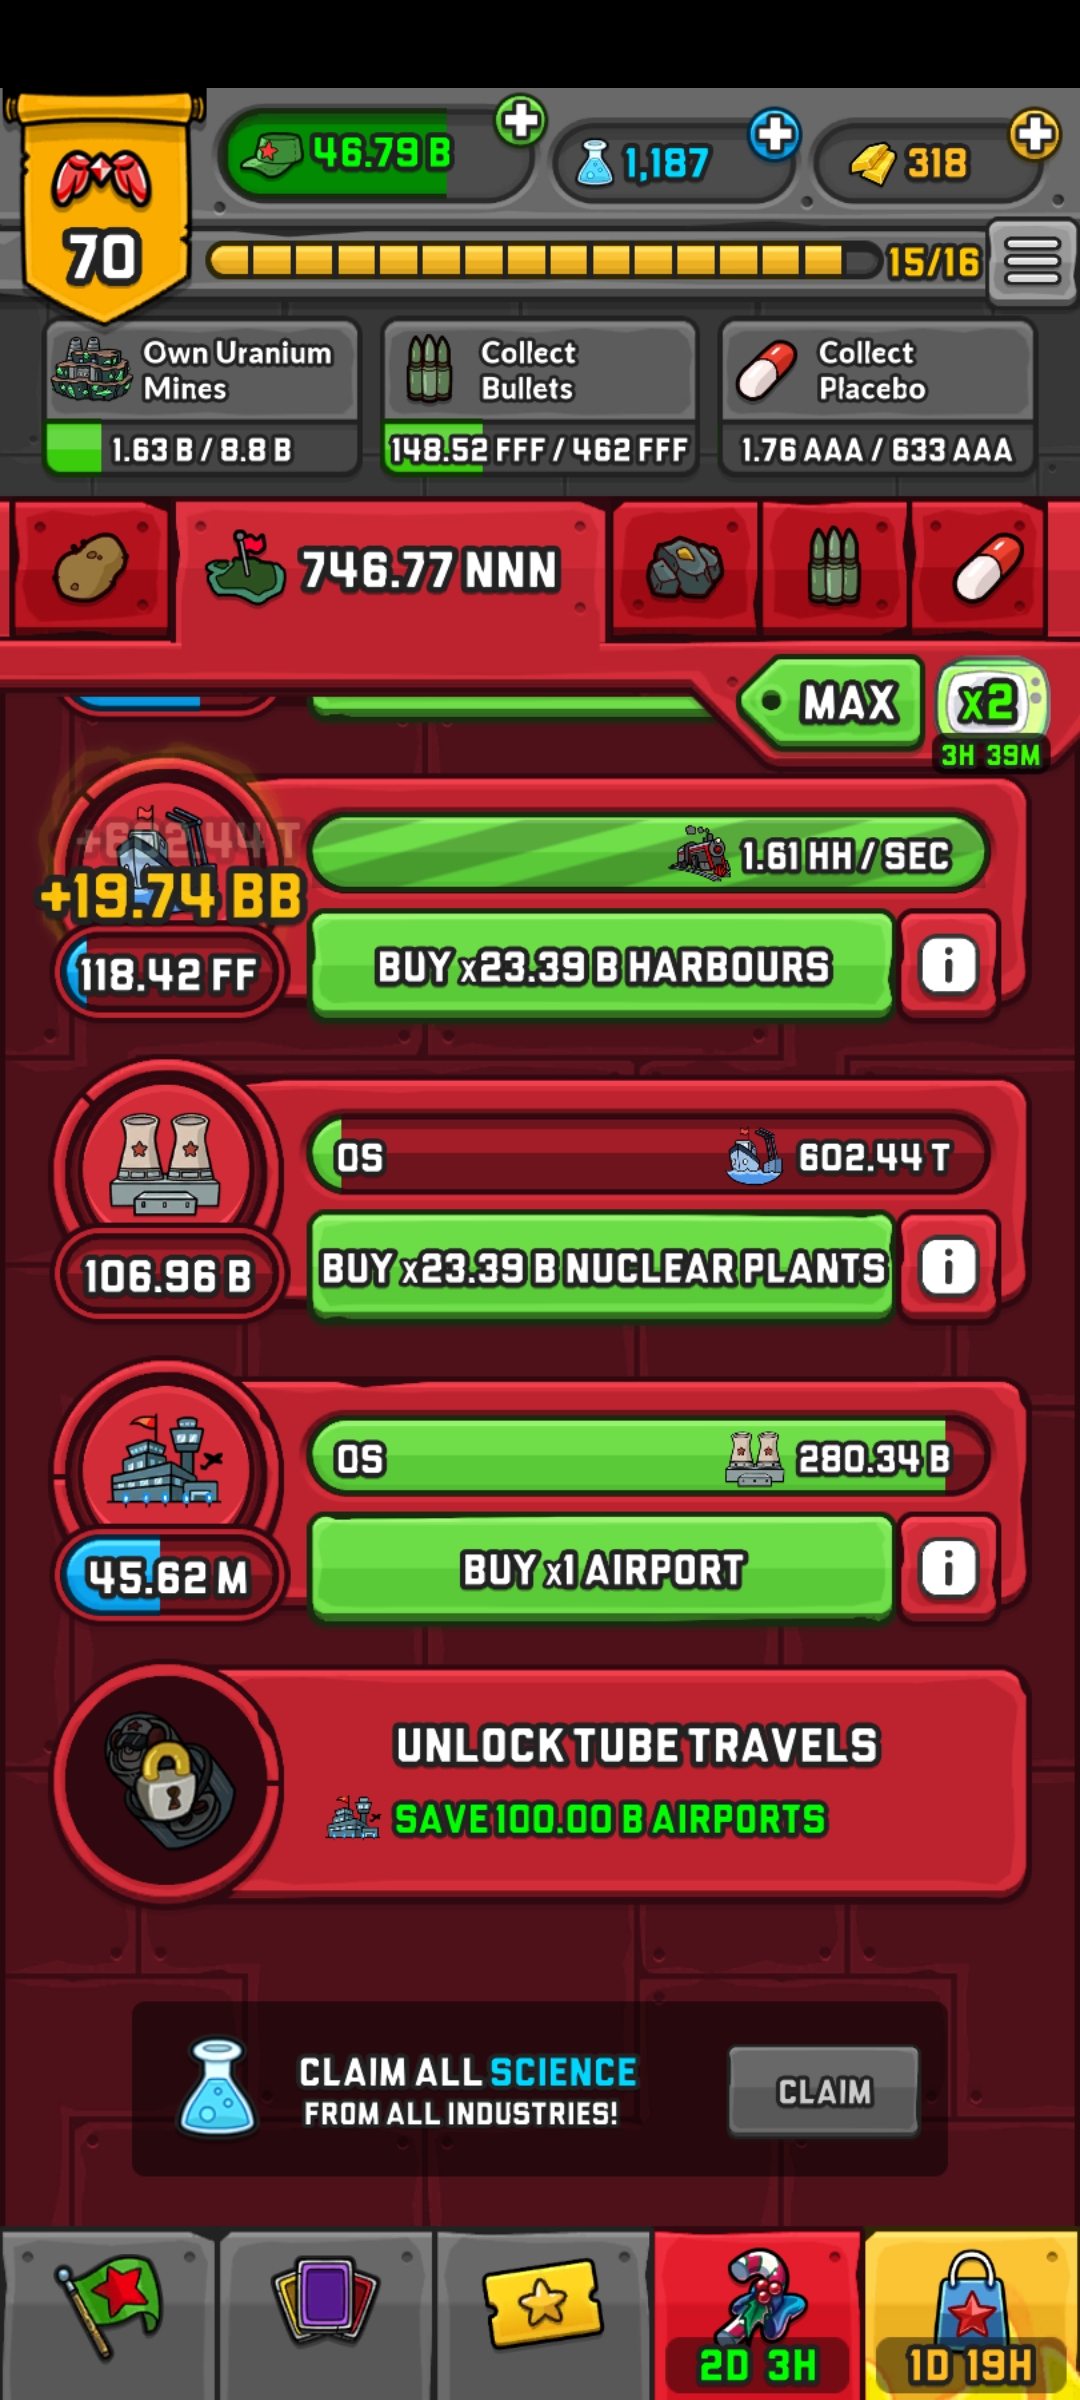 46.79 B
1,187
318
70
15/16
Own Uranium
Mines
1.63 B / 8.8 B
Collect
Bullets
148.52 FFF / 462 FFF
Collect
Placebo
1.76 AAA / 633 AAA
746.77 NNN
MAX
x2
3H 39M
+602.44 T
+19.74 BB
1.61 HH / SEC
118.42 FF
BUY x23.39 B HARBOURS
i
0S
602.44 T
106.96 B
BUY x23.39 B NUCLEAR PLANTS
i
0S
280.34 B
45.62 M
BUY x1 AIRPORT
i
UNLOCK TUBE TRAVELS
SAVE 100.00 B AIRPORTS
CLAIM ALL SCIENCE
FROM ALL INDUSTRIES!
CLAIM
2D 3H
1D 19H